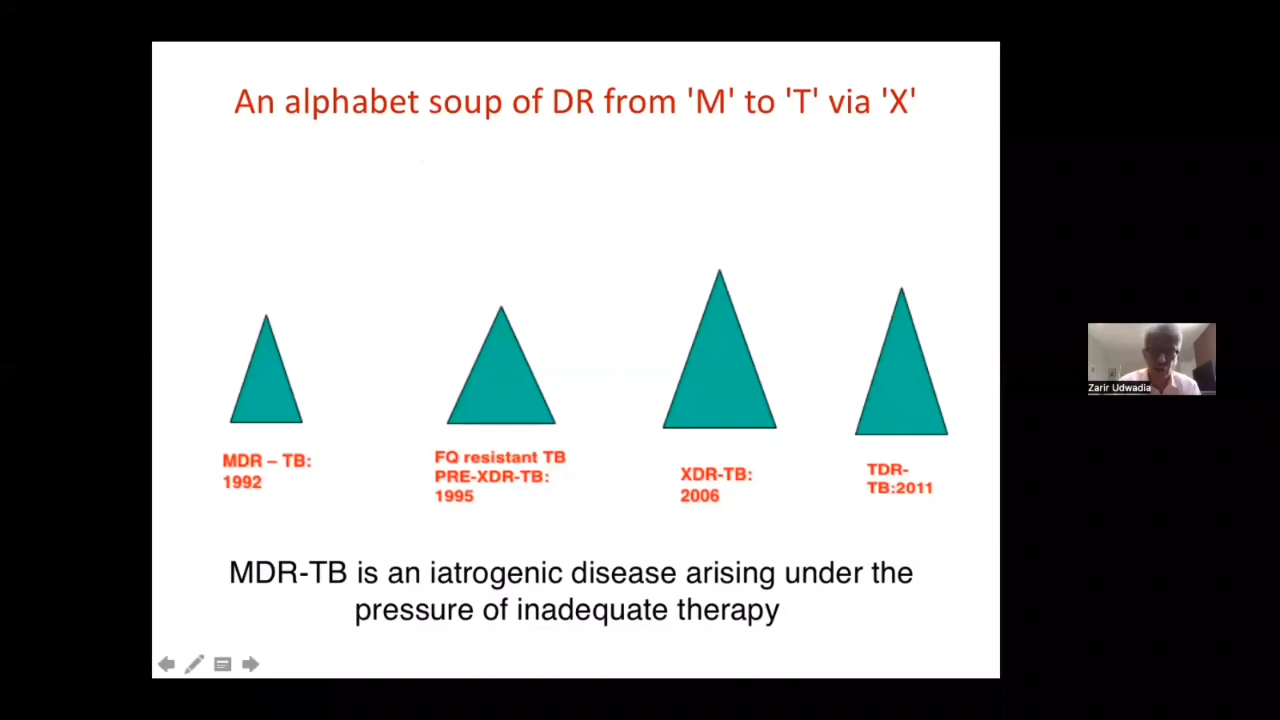 An alphabet soup of DR from 'M' to 'T' via 'X'
MDR – TB:
1992
FQ resistant TB
PRE-XDR-TB:
1995
XDR-TB:
2006
TDR-
TB:2011
MDR-TB is an iatrogenic disease arising under the
pressure of inadequate therapy
Zarir Udwadia